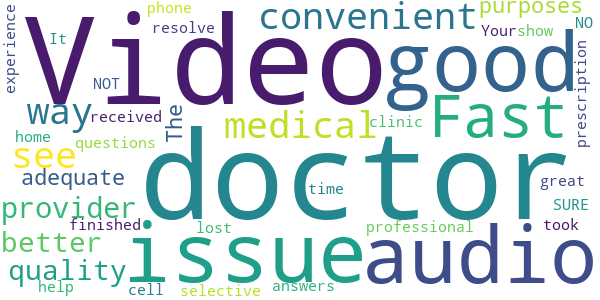 phone
convenient
purposes
experience
It
Video
resolve
Your show
NO
good
NOT
way
received
The
medical
clinic
Fast
prescription
home
questions
see
doctor
adequate
time
great
provider
SURE
finished
lost
professional
took
better
issue
audio
quality
help
cell
selective
answers